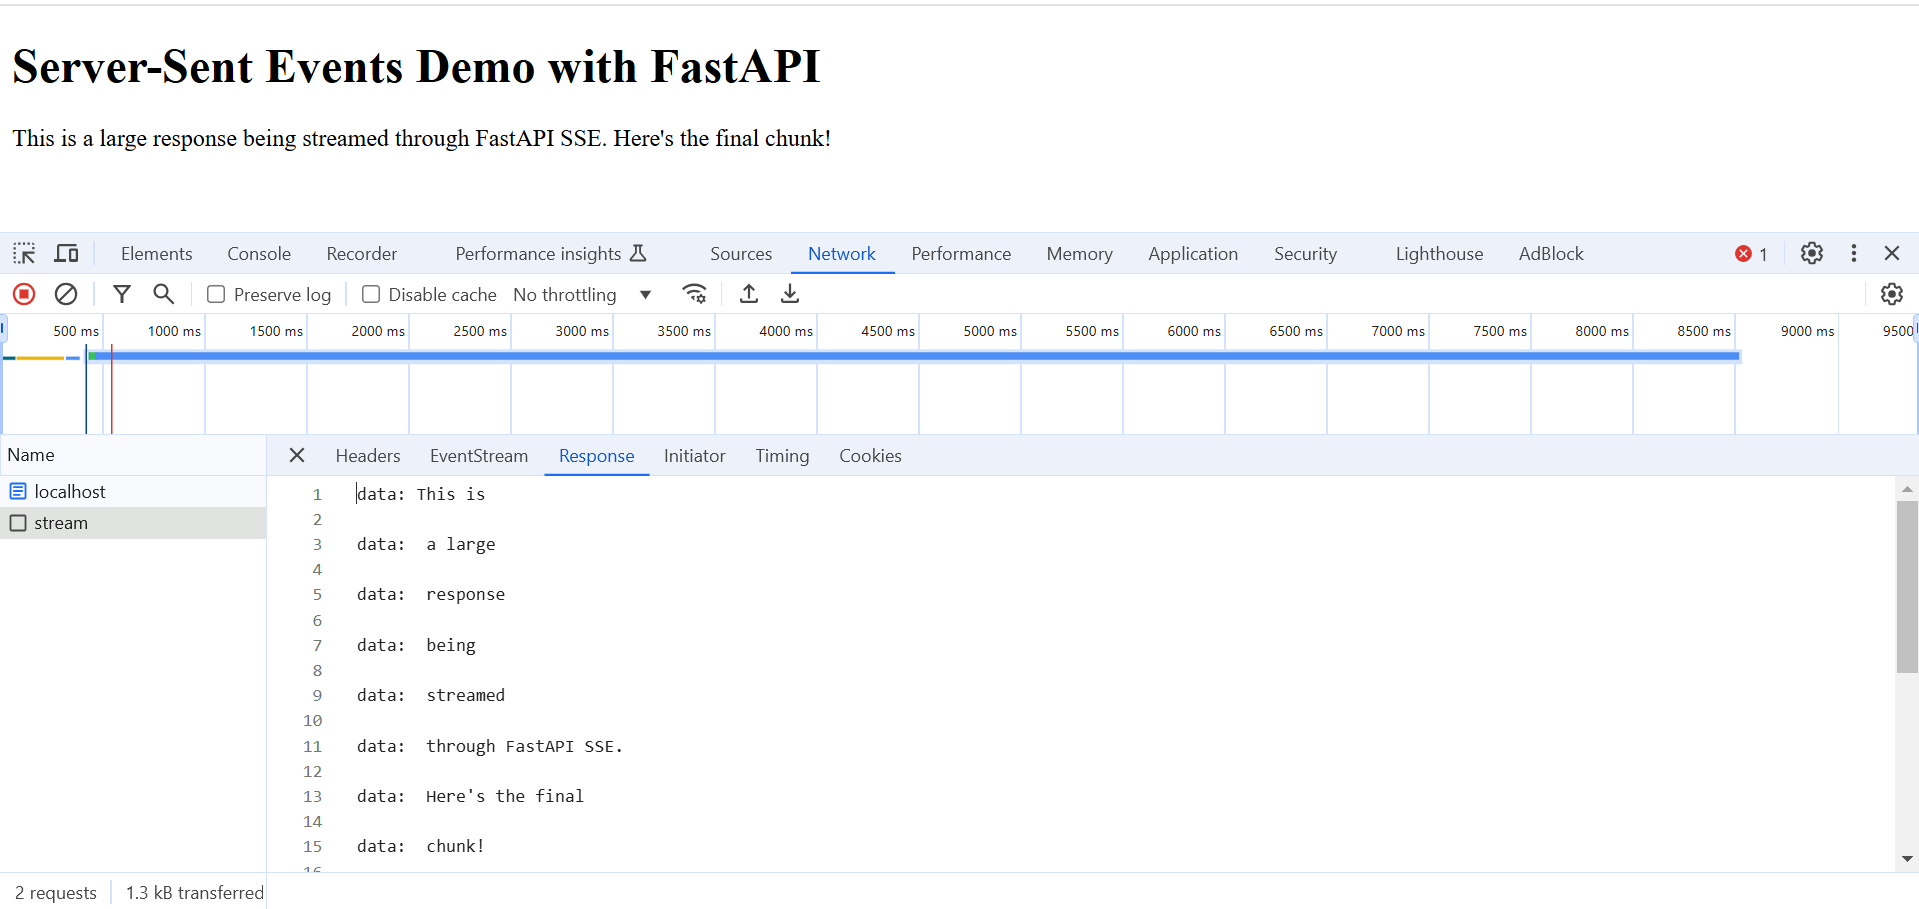 Server-Sent Events Demo with FastAPI
This is a large response being streamed through FastAPI SSE. Here's the final chunk!
Elements Console Recorder Performance insights Sources Network Performance Memory Application Security Lighthouse AdBlock 1
Preserve log Disable cache No throttling
500 ms 1000 ms 1500 ms 2000 ms 2500 ms 3000 ms 3500 ms 4000 ms 4500 ms 5000 ms 5500 ms 6000 ms 6500 ms 7000 ms 7500 ms 8000 ms 8500 ms 9000 ms 9500
Name
localhost
stream
Headers EventStream Response Initiator Timing Cookies
1 data: This is
2
3 data:  a large
4
5 data:  response
6
7 data:  being
8
9 data:  streamed
10
11 data:  through FastAPI SSE.
12
13 data:  Here's the final
14
15 data:  chunk!
16
2 requests 1.3 kB transferred